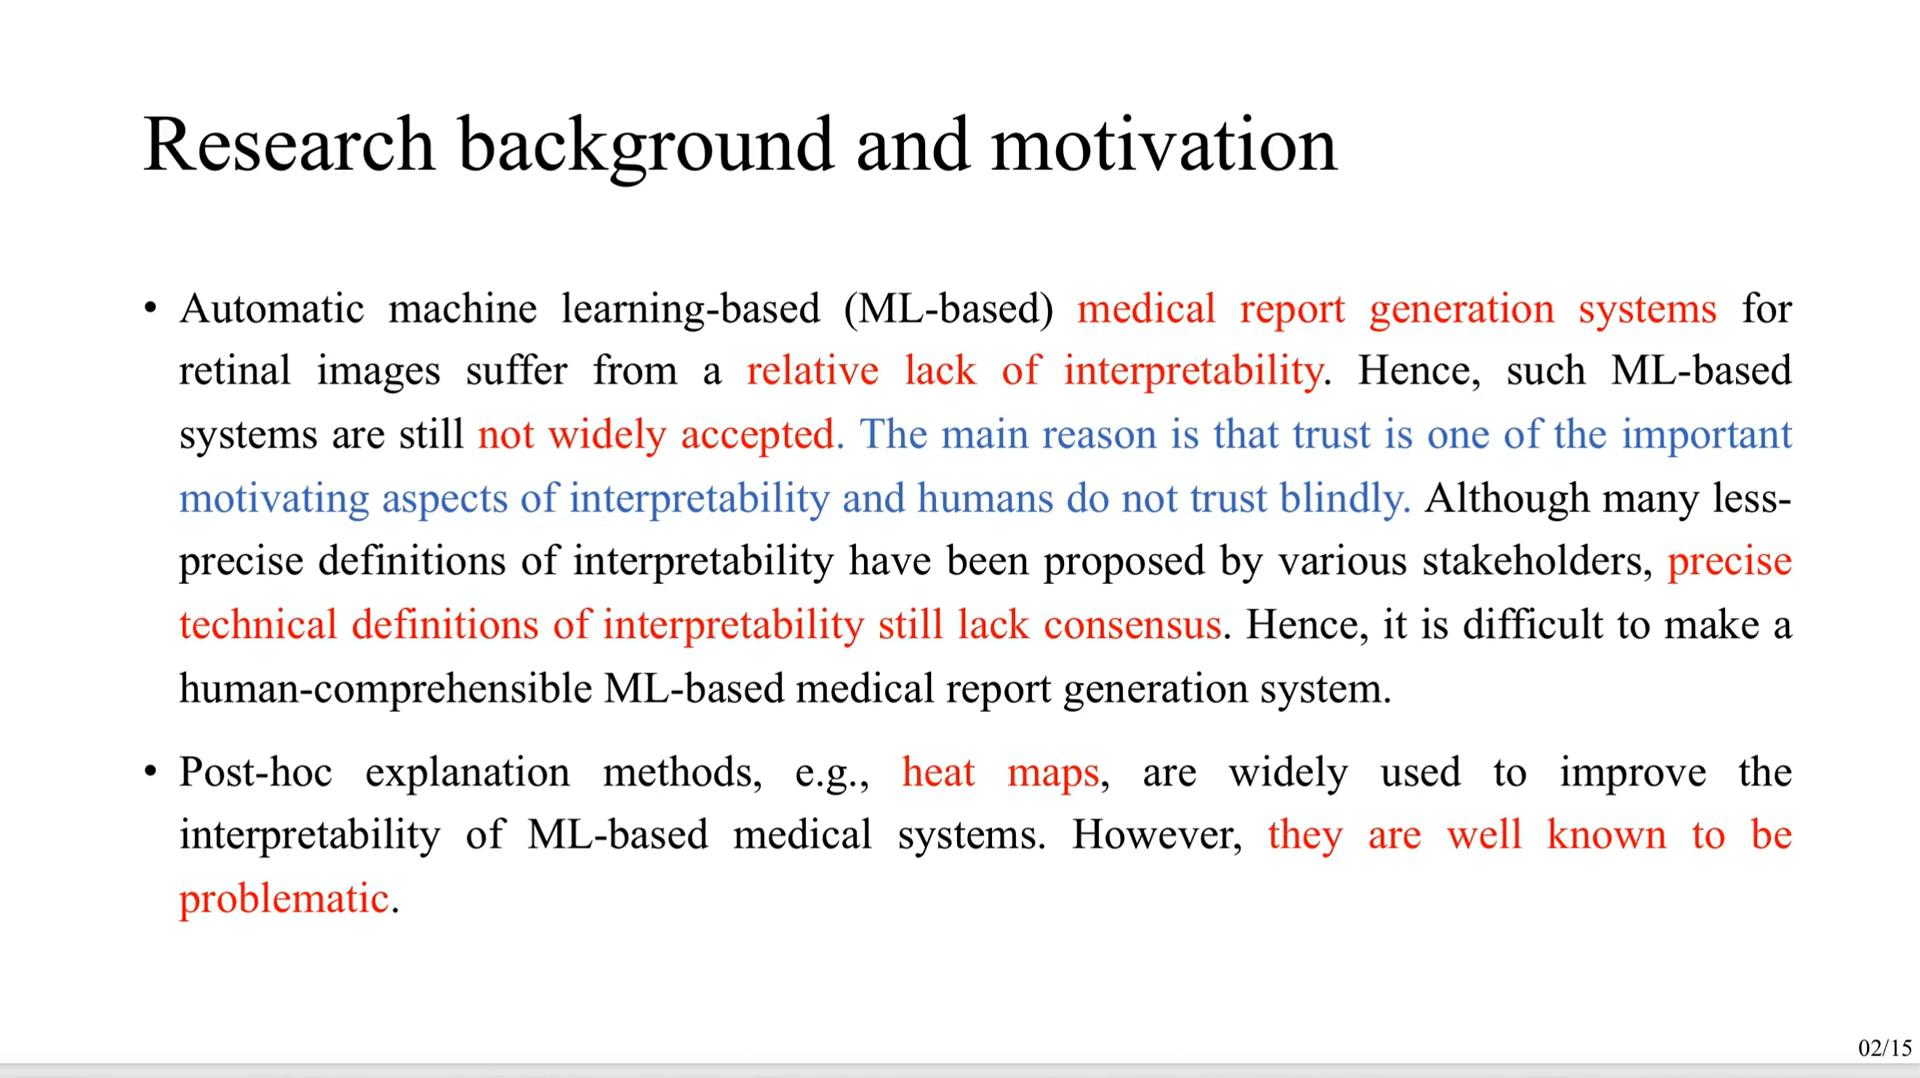 Research background and motivation
• Automatic machine learning-based (ML-based) medical report generation systems for
retinal images suffer from a relative lack of interpretability. Hence, such ML-based
systems are still not widely accepted. The main reason is that trust is one of the important
motivating aspects of interpretability and humans do not trust blindly. Although many less-
precise definitions of interpretability have been proposed by various stakeholders, precise
technical definitions of interpretability still lack consensus. Hence, it is difficult to make a
human-comprehensible ML-based medical report generation system.
• Post-hoc explanation methods, e.g., heat maps, are widely used to improve the
interpretability of ML-based medical systems. However, they are well known to be
problematic.
02/15